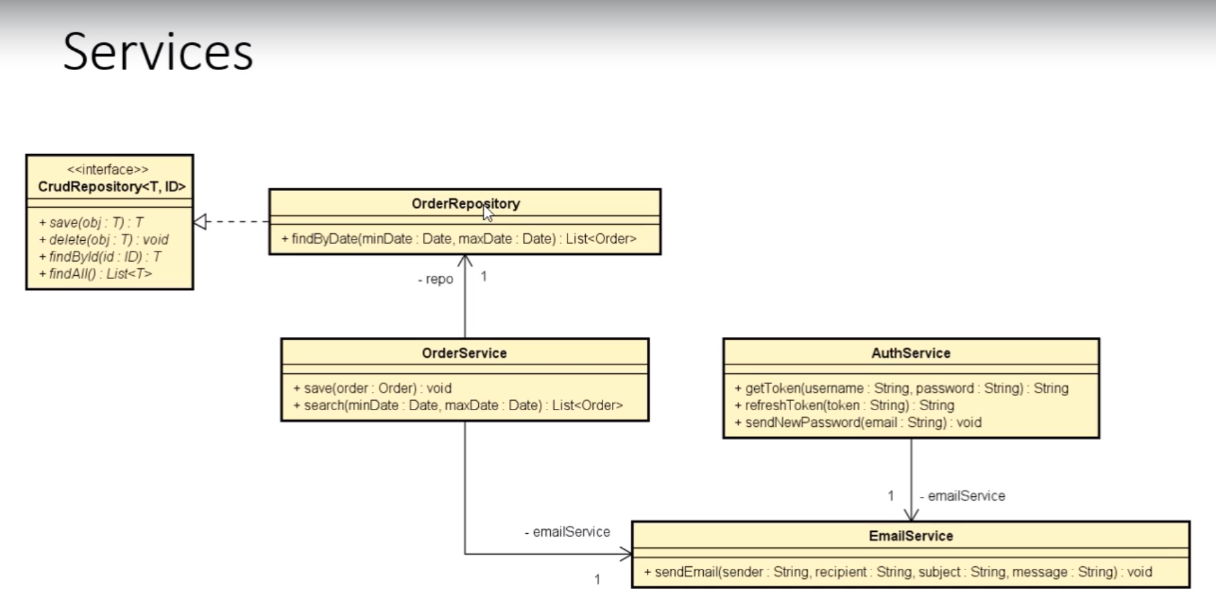 Services
<<interface>>
CrudRepository<T, ID>
+ save(obj : T) : T
+ delete(obj : T) : void
+ findById(id : ID) : T
+ findAll() : List<T>
OrderRepository
+ findByDate(minDate : Date, maxDate : Date) : List<Order>
- repo
1
OrderService
+ save(order : Order) : void
+ search(minDate : Date, maxDate : Date) : List<Order>
AuthService
+ getToken(username : String, password : String) : String
+ refreshToken(token : String) : String
+ sendNewPassword(email : String) : void
1
- emailService
- emailService
1
EmailService
+ sendEmail(sender : String, recipient : String, subject : String, message : String) : void